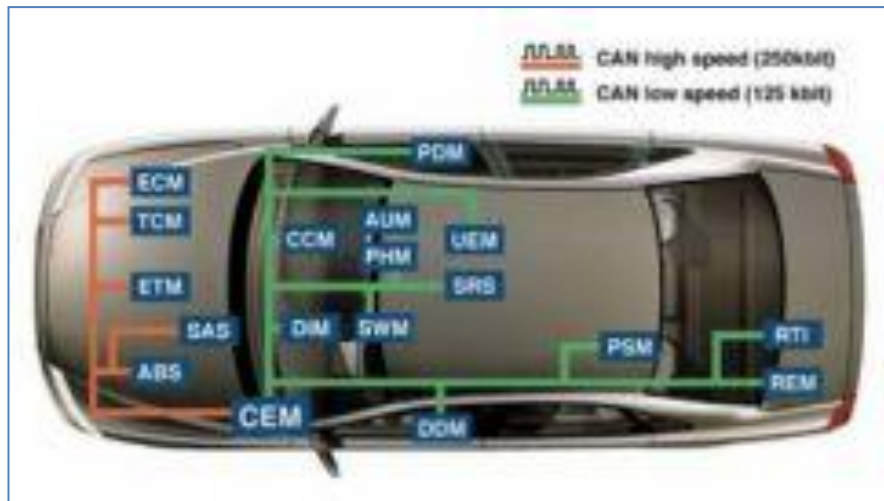 CAN high speed (250kbit)
CAN low speed (125 kbit)
PDM
ECM
TCM
AUM
CCM
UEM
PHM
ETM
SRS
SAS
DIM
SWM
PSM
RTI
ABS
REM
CEM
DDM